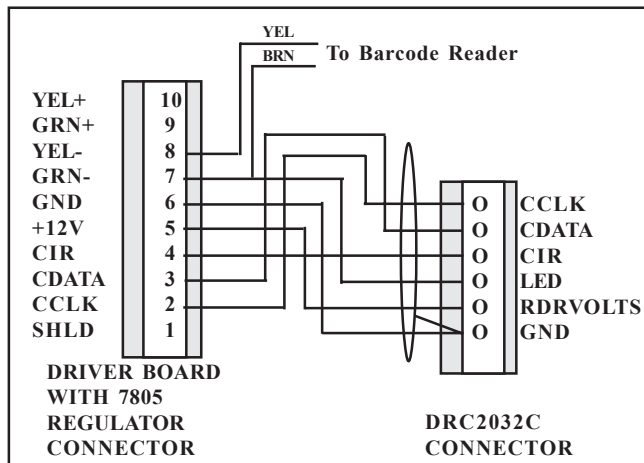 YEL
BRN To Barcode Reader
YEL+ 10
GRN+ 9
YEL- 8
GRN- 7
GND 6
+12V 5
CIR 4
CDATA 3
CCLK 2
SHLD 1
DRIVER BOARD
WITH 7805
REGULATOR
CONNECTOR
O CCLK
O CDATA
O CIR
O LED
O RDRVOLTS
O GND
DRC2032C
CONNECTOR